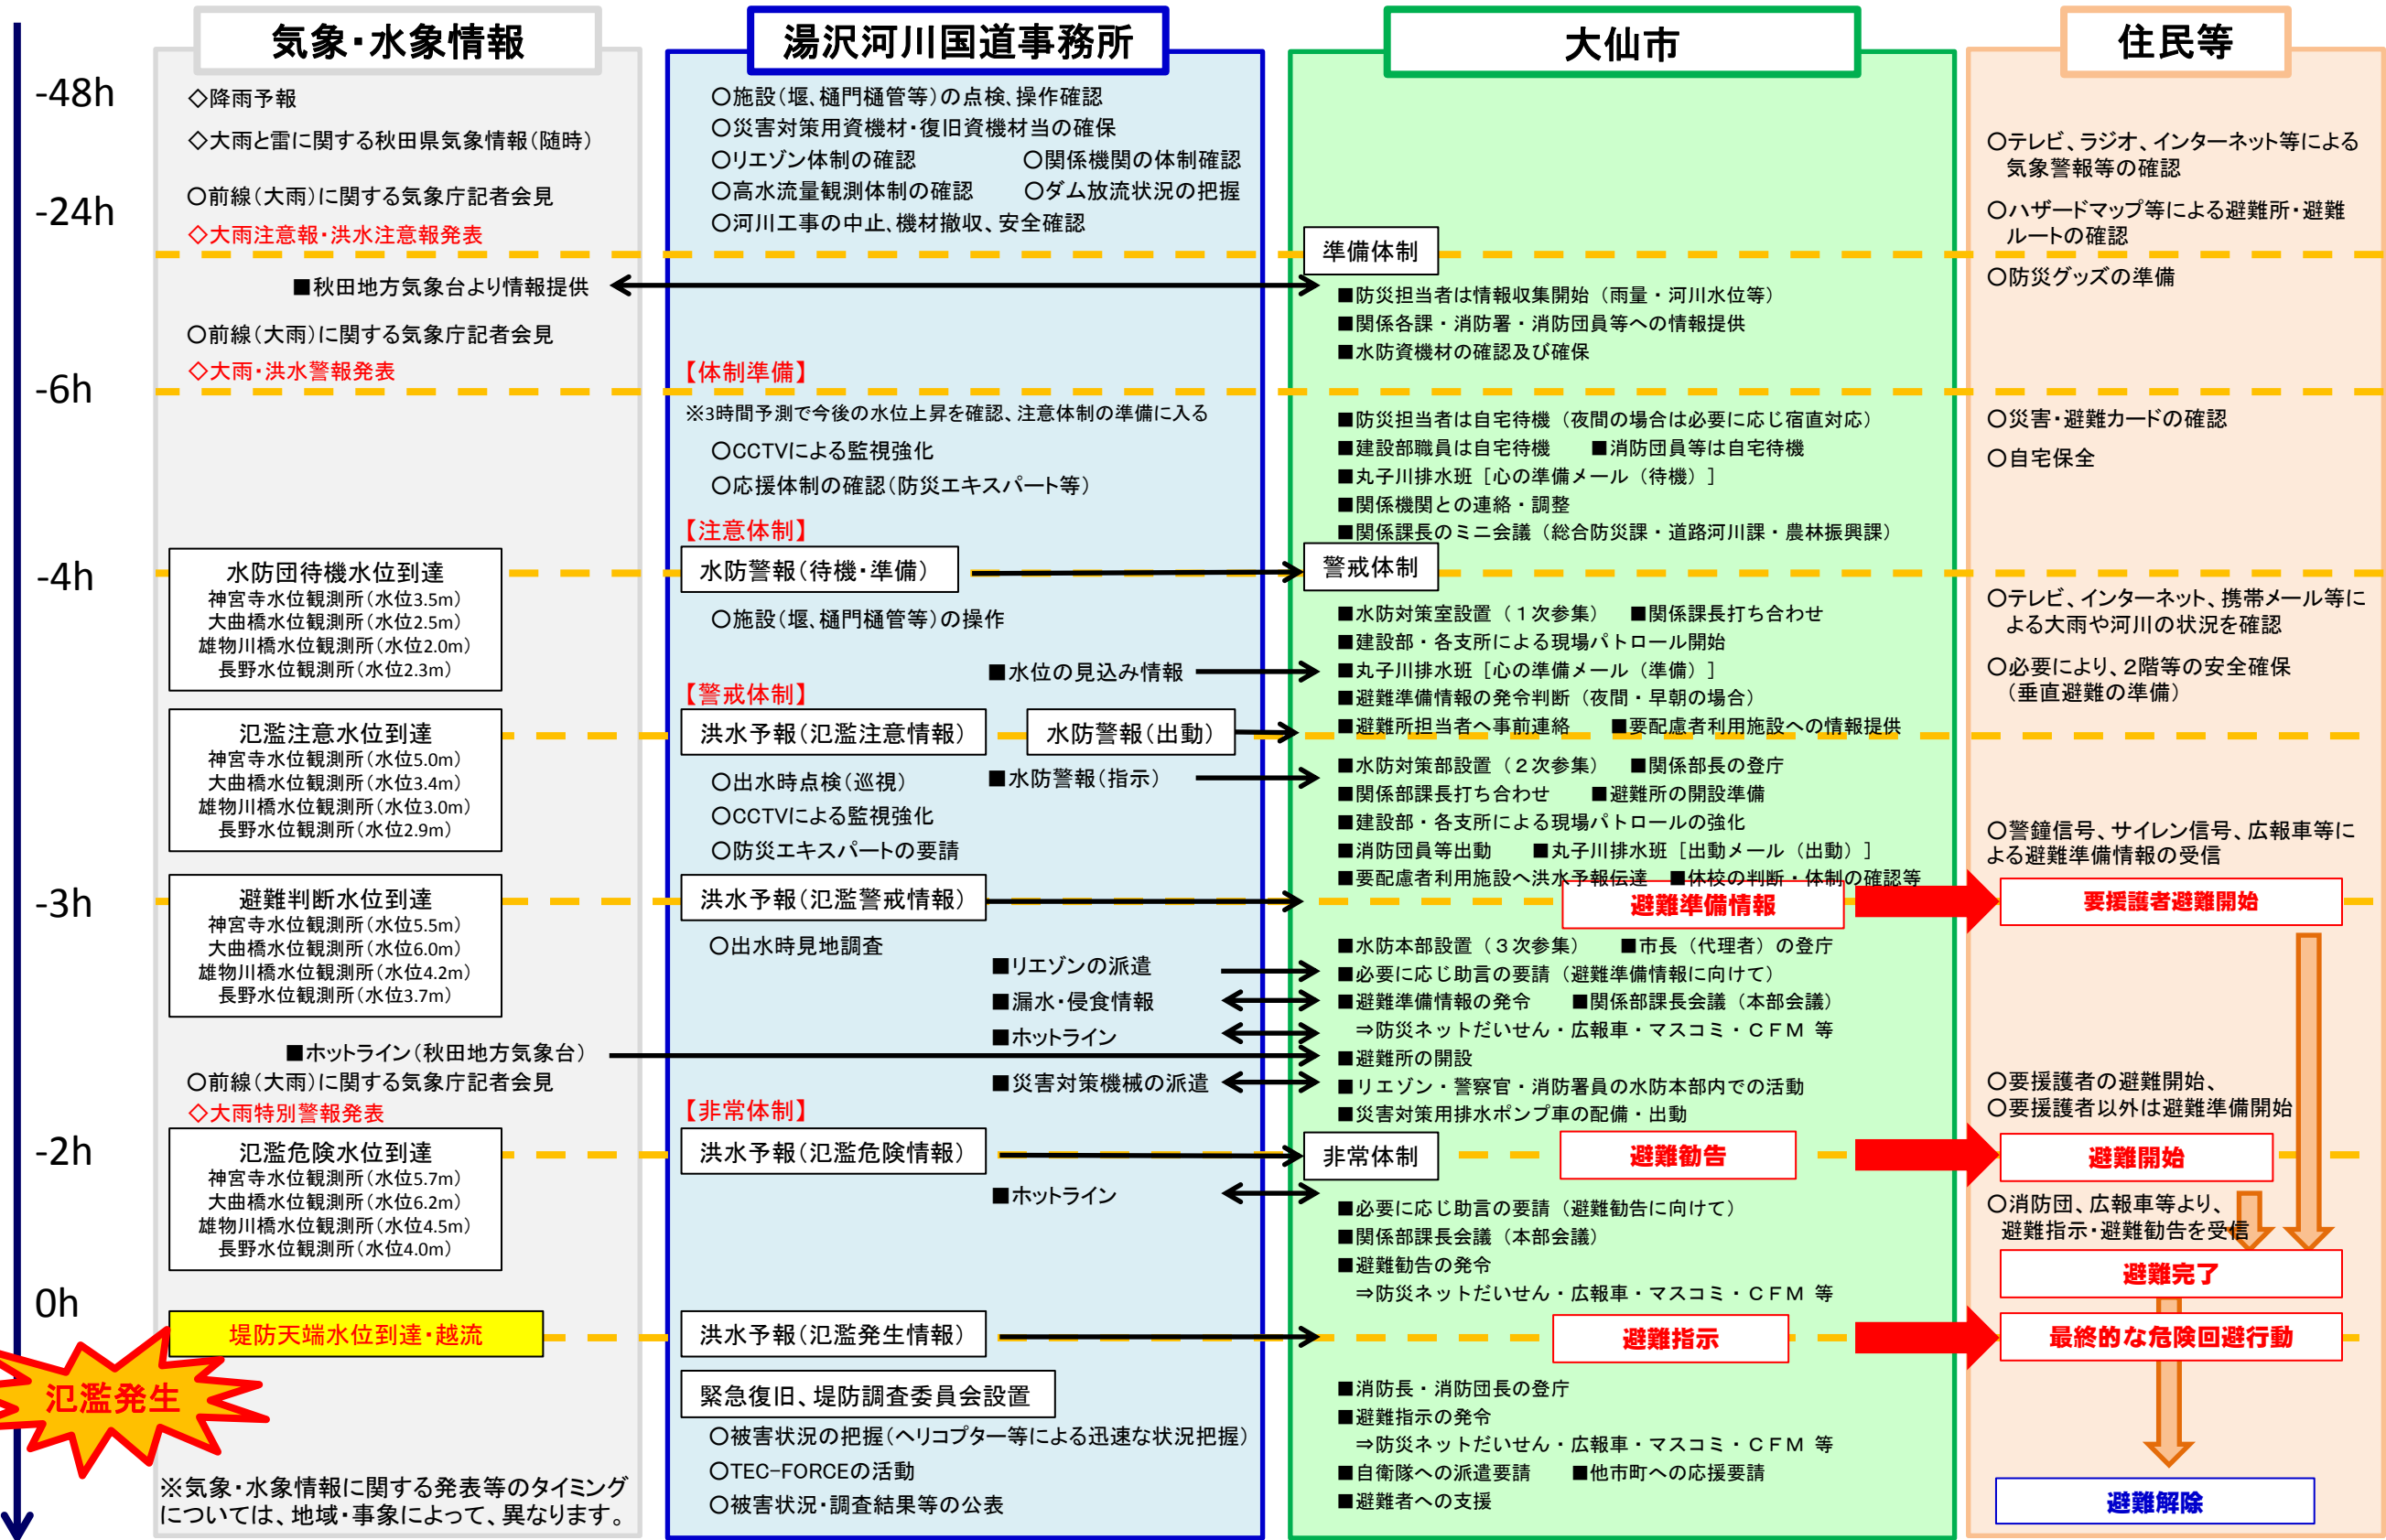 気象・水象情報
湯沢河川国道事務所
大仙市
住民等
-48h
-24h
-6h
-4h
-3h
-2h
0h
氾濫発生
◇降雨予報
◇大雨と雷に関する秋田県気象情報(随時)
○前線(大雨)に関する気象庁記者会見
◇大雨注意報・洪水注意報発表
■秋田地方気象台より情報提供
○前線(大雨)に関する気象庁記者会見
◇大雨・洪水警報発表
水防団待機水位到達
神宮寺水位観測所(水位3.5m)
大曲橋水位観測所(水位2.5m)
雄物川橋水位観測所(水位2.0m)
長野水位観測所(水位2.3m)
氾濫注意水位到達
神宮寺水位観測所(水位5.0m)
大曲橋水位観測所(水位3.4m)
雄物川橋水位観測所(水位3.0m)
長野水位観測所(水位2.9m)
避難判断水位到達
神宮寺水位観測所(水位5.5m)
大曲橋水位観測所(水位6.0m)
雄物川橋水位観測所(水位4.2m)
長野水位観測所(水位3.7m)
■ホットライン(秋田地方気象台)
○前線(大雨)に関する気象庁記者会見
◇大雨特別警報発表
氾濫危険水位到達
神宮寺水位観測所(水位5.7m)
大曲橋水位観測所(水位6.2m)
雄物川橋水位観測所(水位4.5m)
長野水位観測所(水位4.0m)
堤防天端水位到達・越流
※気象・水象情報に関する発表等のタイミング
については、地域・事象によって、異なります。
○施設(堰、樋門樋管等)の点検、操作確認
○災害対策用資機材・復旧資機材当の確保
○リエゾン体制の確認　○関係機関の体制確認
○高水流量観測体制の確認　○ダム放流状況の把握
○河川工事の中止、機材撤収、安全確認
【体制準備】
※3時間予測で今後の水位上昇を確認、注意体制の準備に入る
○CCTVによる監視強化
○応援体制の確認(防災エキスパート等)
【注意体制】
水防警報(待機・準備)
○施設(堰、樋門樋管等)の操作
■水位の見込み情報
【警戒体制】
洪水予報(氾濫注意情報)　水防警報(出動)
○出水時点検(巡視)　■水防警報(指示)
○CCTVによる監視強化
○防災エキスパートの要請
洪水予報(氾濫警戒情報)
○出水時見地調査
■リエゾンの派遣
■漏水・侵食情報
■ホットライン
■災害対策機械の派遣
【非常体制】
洪水予報(氾濫危険情報)
■ホットライン
洪水予報(氾濫発生情報)
緊急復旧、堤防調査委員会設置
○被害状況の把握(ヘリコプター等による迅速な状況把握)
○TEC-FORCEの活動
○被害状況・調査結果等の公表
準備体制
■防災担当者は情報収集開始（雨量・河川水位等）
■関係各課・消防署・消防団員等への情報提供
■水防資機材の確認及び確保
■防災担当者は自宅待機（夜間の場合は必要に応じ宿直対応）
■建設部職員は自宅待機　■消防団員等は自宅待機
■丸子川排水班［心の準備メール（待機）］
■関係機関との連絡・調整
■関係課長のミニ会議（総合防災課・道路河川課・農林振興課）
警戒体制
■水防対策室設置（１次参集）　■関係課長打ち合わせ
■建設部・各支所による現場パトロール開始
■丸子川排水班［心の準備メール（準備）］
■避難準備情報の発令判断（夜間・早朝の場合）
■避難所担当者へ事前連絡　■要配慮者利用施設への情報提供
■水防対策部設置（２次参集）　■関係部長の登庁
■関係部課長打ち合わせ　■避難所の開設準備
■建設部・各支所による現場パトロールの強化
■消防団員等出動　■丸子川排水班［出動メール（出動）］
■要配慮者利用施設へ洪水予報伝達　■休校の判断・体制の確認等
避難準備情報
■水防本部設置（３次参集）　■市長（代理者）の登庁
■必要に応じ助言の要請（避難準備情報に向けて）
■避難準備情報の発令　■関係部課長会議（本部会議）
⇒防災ネットだいせん・広報車・マスコミ・ＣＦＭ 等
■避難所の開設
■リエゾン・警察官・消防署員の水防本部内での活動
■災害対策用排水ポンプ車の配備・出動
非常体制　避難勧告
■必要に応じ助言の要請（避難勧告に向けて）
■関係部課長会議（本部会議）
■避難勧告の発令
⇒防災ネットだいせん・広報車・マスコミ・ＣＦＭ 等
避難指示
■消防長・消防団長の登庁
■避難指示の発令
⇒防災ネットだいせん・広報車・マスコミ・ＣＦＭ 等
■自衛隊への派遣要請　■他市町への応援要請
■避難者への支援
○テレビ、ラジオ、インターネット等による
気象警報等の確認
○ハザードマップ等による避難所・避難
ルートの確認
○防災グッズの準備
○災害・避難カードの確認
○自宅保全
○テレビ、インターネット、携帯メール等に
よる大雨や河川の状況を確認
○必要により、2階等の安全確保
(垂直避難の準備)
○警鐘信号、サイレン信号、広報車等に
よる避難準備情報の受信
要援護者避難開始
○要援護者の避難開始、
○要援護者以外は避難準備開始
避難開始
○消防団、広報車等より、
避難指示・避難勧告を受信
避難完了
最終的な危険回避行動
避難解除